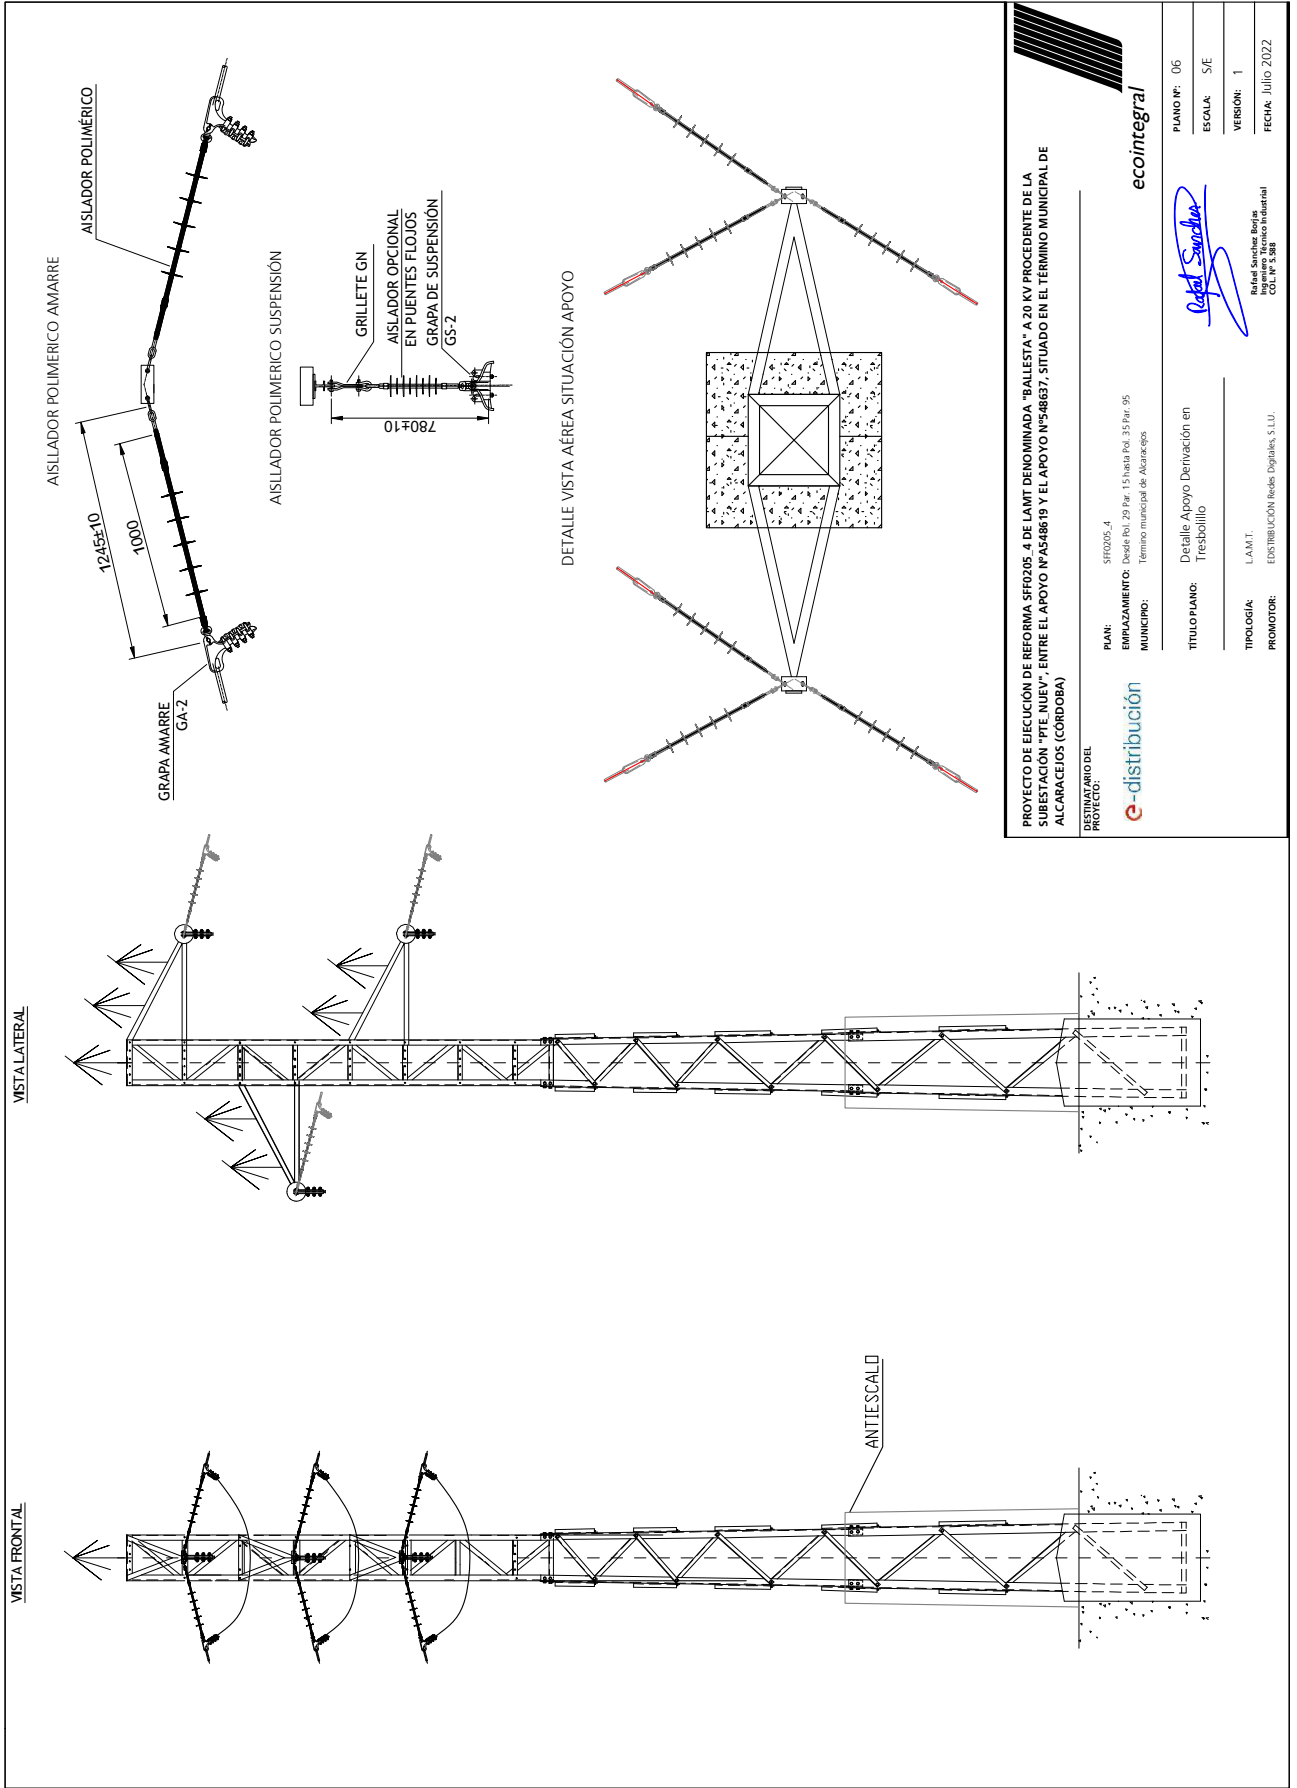 VISTA FRONTAL
VISTA LATERAL
ANTIESCALO
AISLLADOR POLIMERICO AMARRE
AISLADOR POLIMÉRICO
1245±10
1000
GRAPA AMARRE
GA-2
AISLLADOR POLIMERICO SUSPENSIÓN
GRILLETE GN
AISLADOR OPCIONAL
EN PUENTES FLOJOS
GRAPA DE SUSPENSIÓN
GS-2
780±10
DETALLE VISTA AÉREA SITUACIÓN APOYO
PROYECTO DE EJECUCIÓN DE REFORMA SFF0205_4 DE LAMT DENOMINADA "BALLESTA" A 20 KV PROCEDENTE DE LA
SUBESTACIÓN "PTE_NUEV", ENTRE EL APOYO NºA548619 Y EL APOYO Nº548637, SITUADO EN EL TÉRMINO MUNICIPAL DE
ALCARACEJOS (CÓRDOBA)
DESTINATARIO DEL
PROYECTO:
e-distribución
PLAN: SFF0205_4
EMPLAZAMIENTO: Desde Pol. 29 Par. 15 hasta Pol. 35 Par. 95
MUNICIPIO: Término municipal de Alcaracejos
TÍTULO PLANO: Detalle Apoyo Derivación en
Tresbolillo
TIPOLOGÍA: L.A.M.T.
PROMOTOR: EDISTRIBUCIÓN Redes Digitales, S.L.U.
ecointegral
Rafael Sanchez
Rafael Sanchez Borjas
Ingeniero Técnico Industrial
COL. Nº 5.588
PLANO Nº: 06
ESCALA: S/E
VERSIÓN: 1
FECHA: Julio 2022